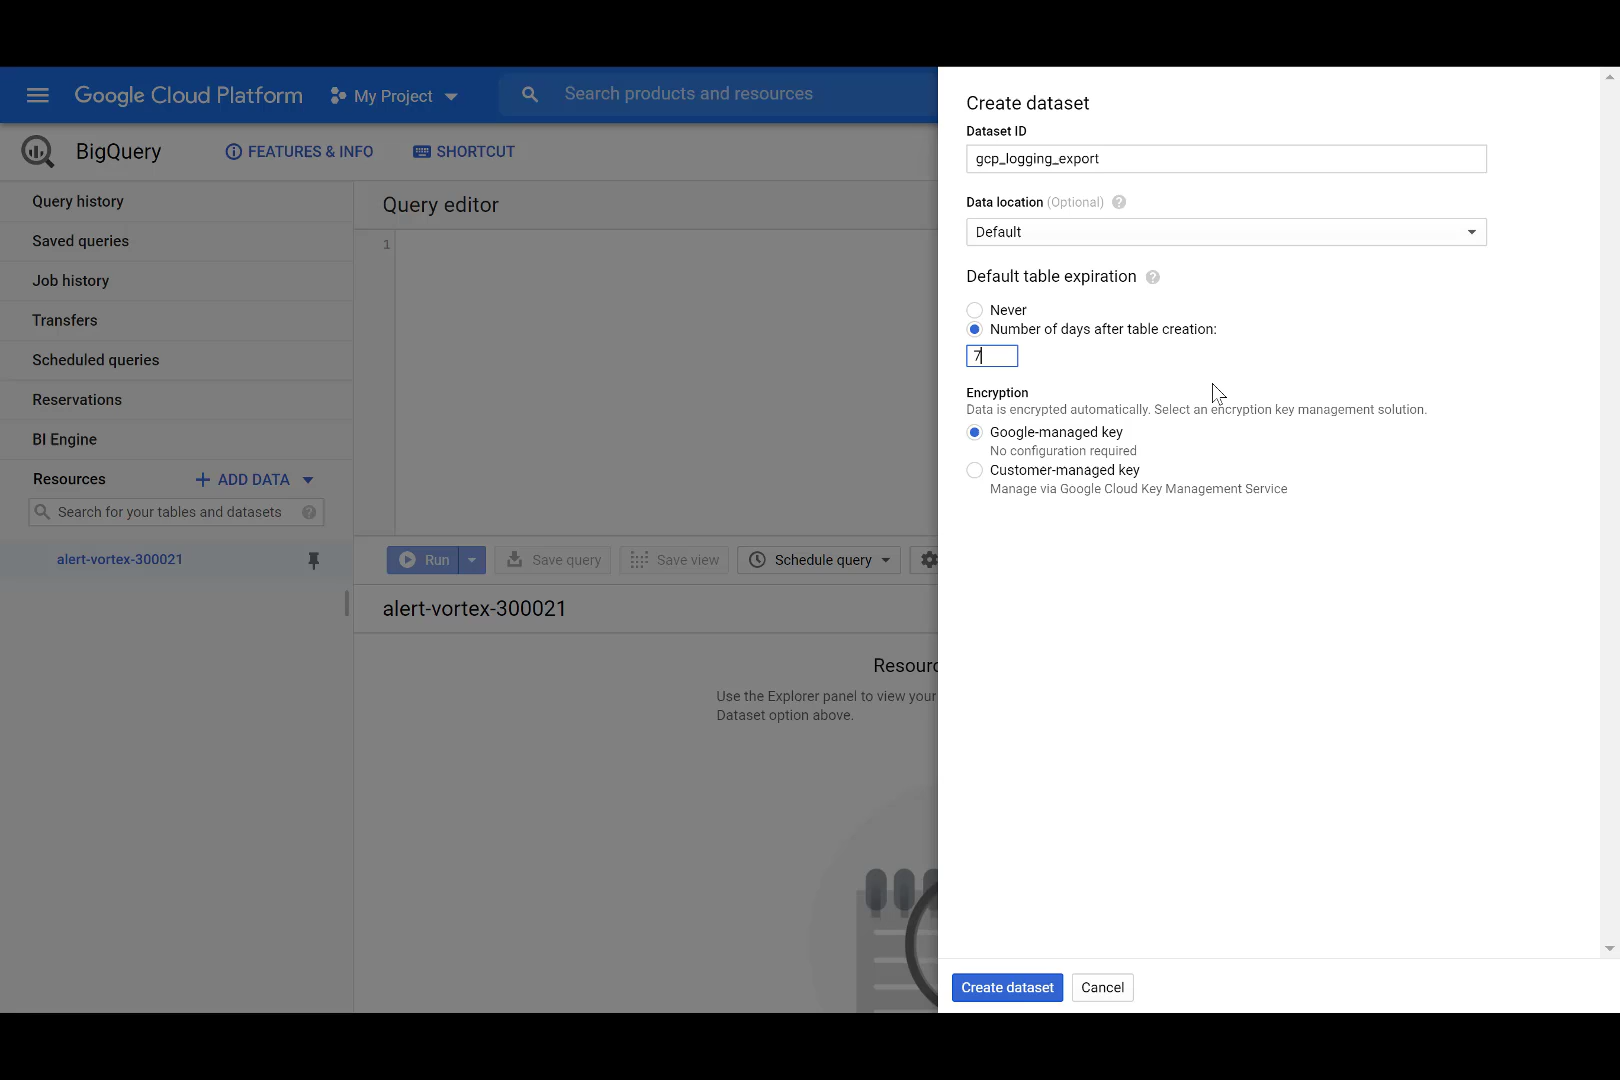 Google Cloud Platform
My Project
Search products and resources
BigQuery
FEATURES & INFO
SHORTCUT
Query history
Saved queries
Job history
Transfers
Scheduled queries
Reservations
BI Engine
Resources
+ ADD DATA
Search for your tables and datasets
alert-vortex-300021
Query editor
1
Run
Save query
Save view
Schedule query
alert-vortex-300021
Resourc
Use the Explorer panel to view your
Dataset option above.
Create dataset
Dataset ID
gcp_logging_export
Data location (Optional)
Default
Default table expiration
Never
Number of days after table creation:
7
Encryption
Data is encrypted automatically. Select an encryption key management solution.
Google-managed key
No configuration required
Customer-managed key
Manage via Google Cloud Key Management Service
Create dataset
Cancel